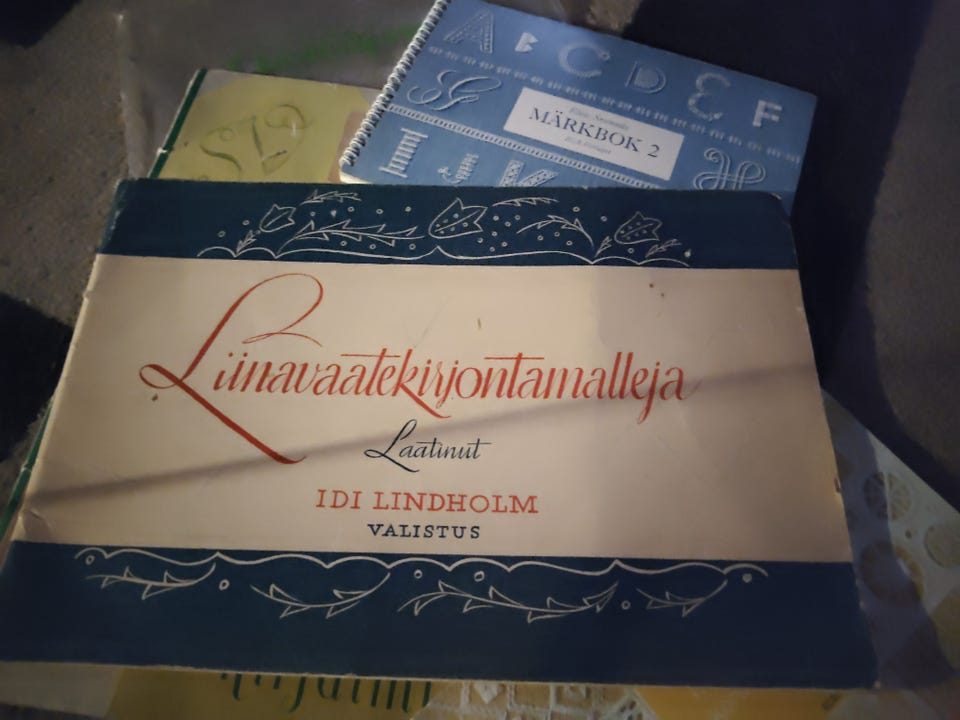 A B C D E F
G
MÄRKBOK 2
H
I
K
Liinavaatekirjontamalleja
Laatinut
IDI LINDHOLM
VALISTUS